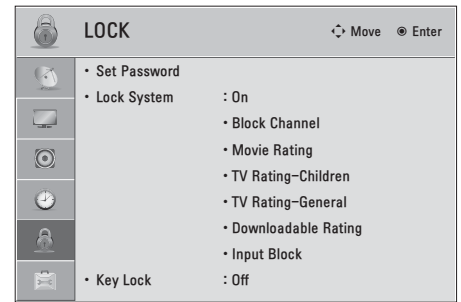 LOCK Move Enter
• Set Password
• Lock System : On
• Block Channel
• Movie Rating
• TV Rating-Children
• TV Rating-General
• Downloadable Rating
• Input Block
• Key Lock : Off